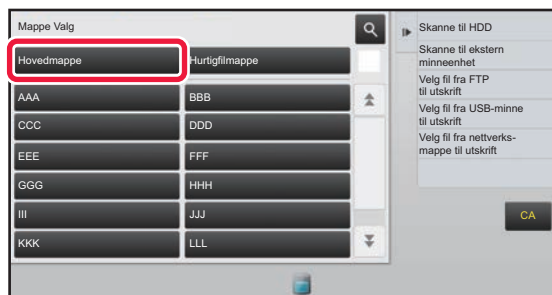 Mappe Valg
Hovedmappe
Hurtigfilmappe
AAA
BBB
CCC
DDD
EEE
FFF
GGG
HHH
III
JJJ
KKK
LLL
Skanne til HDD
Skanne til ekstern
minneenhet
Velg fil fra FTP
til utskrift
Velg fil fra USB-minne
til utskrift
Velg fil fra nettverks-
mappe til utskrift
CA